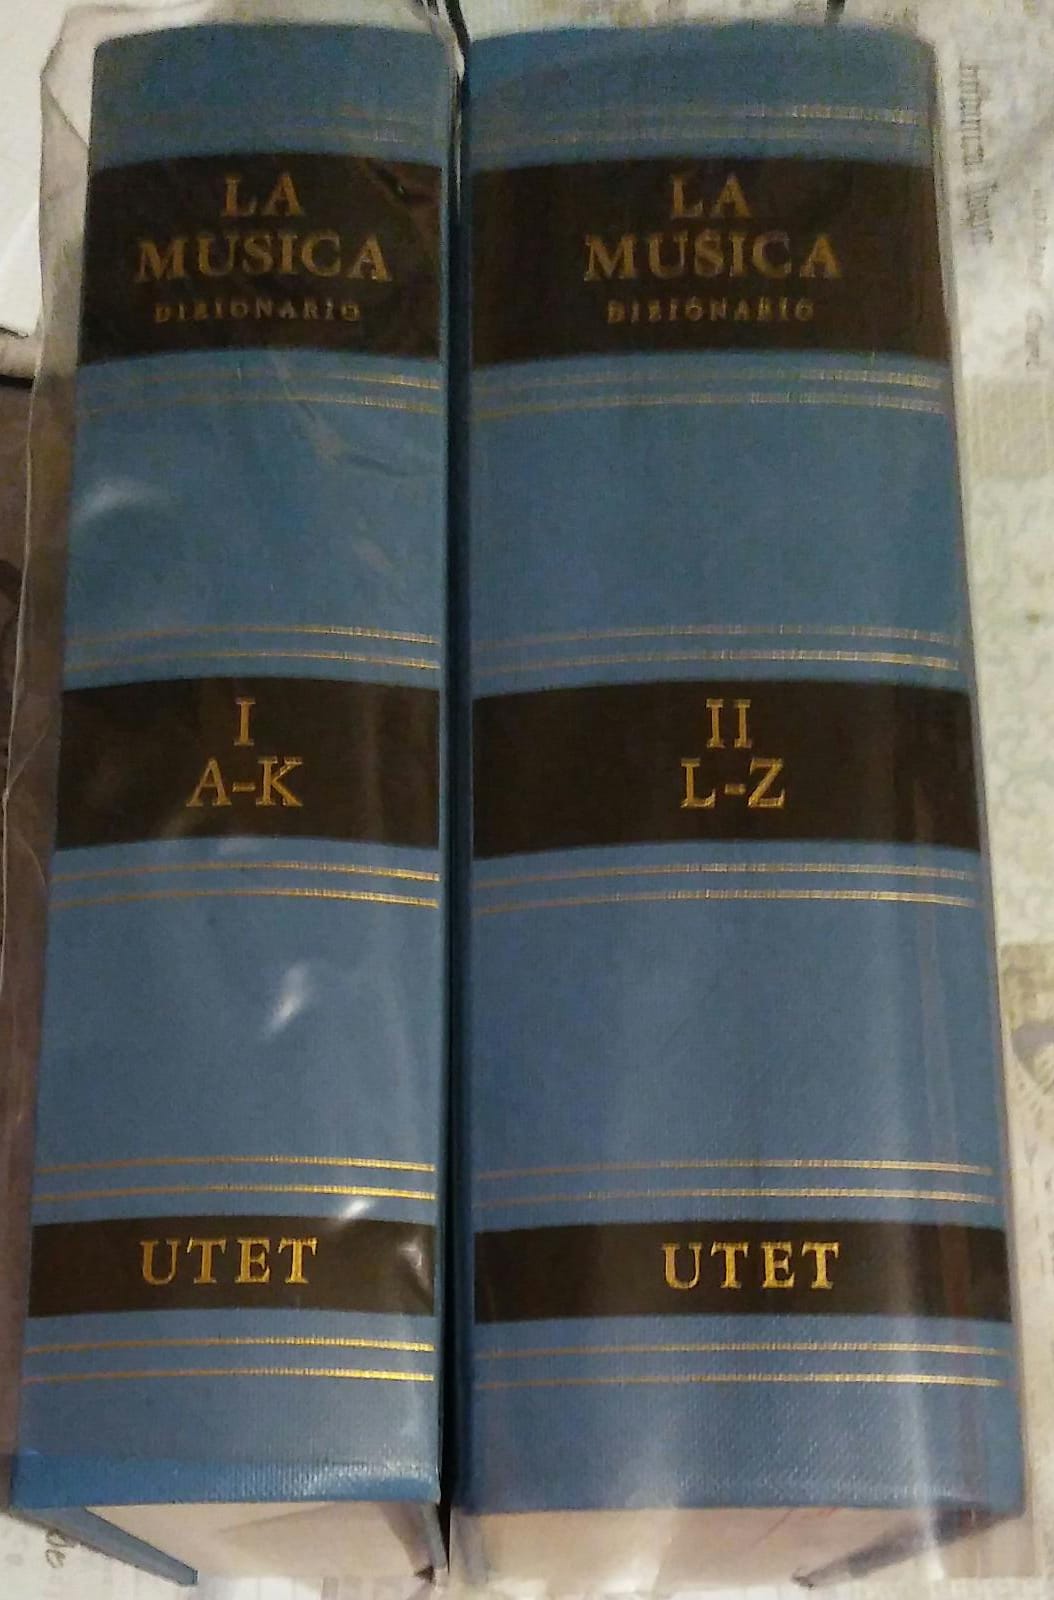 LA
MUSICA
DIZIONARIO
I
A-K
UTET
LA
MUSICA
DIZIONARIO
II
L-Z
UTET